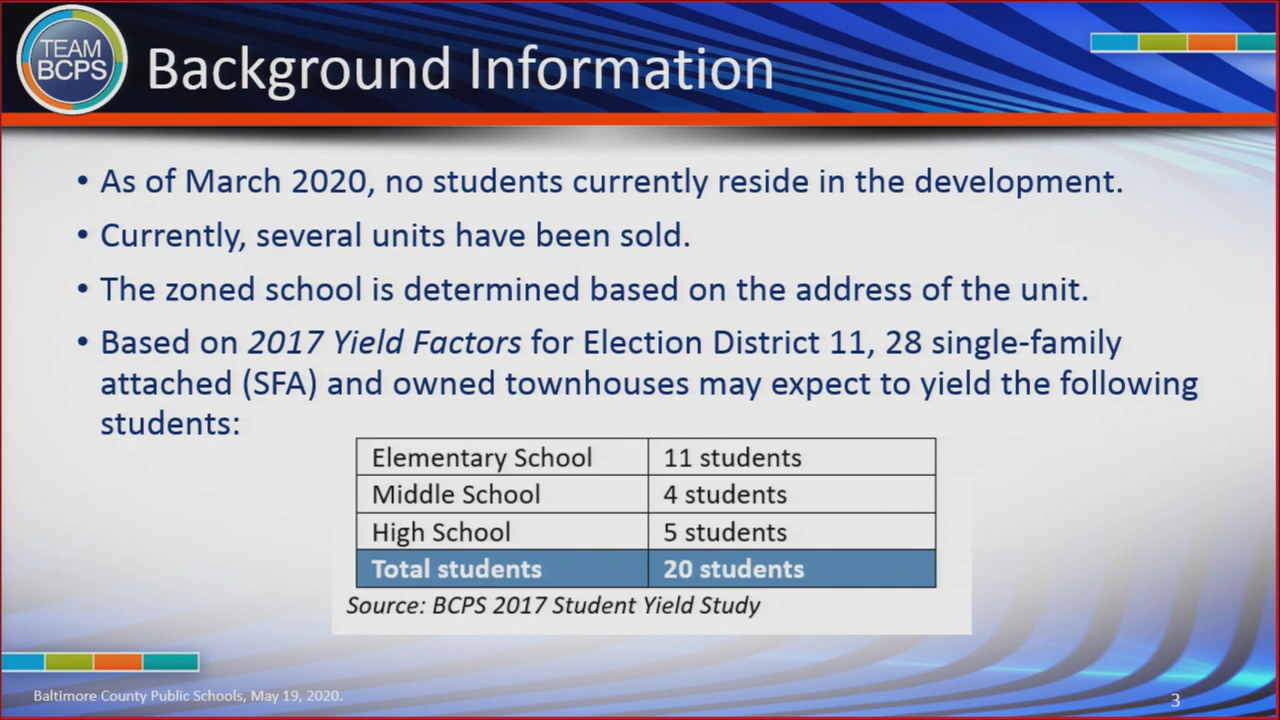 TEAM
BCPS
Background Information
• As of March 2020, no students currently reside in the development.
• Currently, several units have been sold.
• The zoned school is determined based on the address of the unit.
• Based on 2017 Yield Factors for Election District 11, 28 single-family
attached (SFA) and owned townhouses may expect to yield the following
students:
Elementary School 11 students
Middle School 4 students
High School 5 students
Total students 20 students
Source: BCPS 2017 Student Yield Study
Baltimore County Public Schools, May 19, 2020.
3